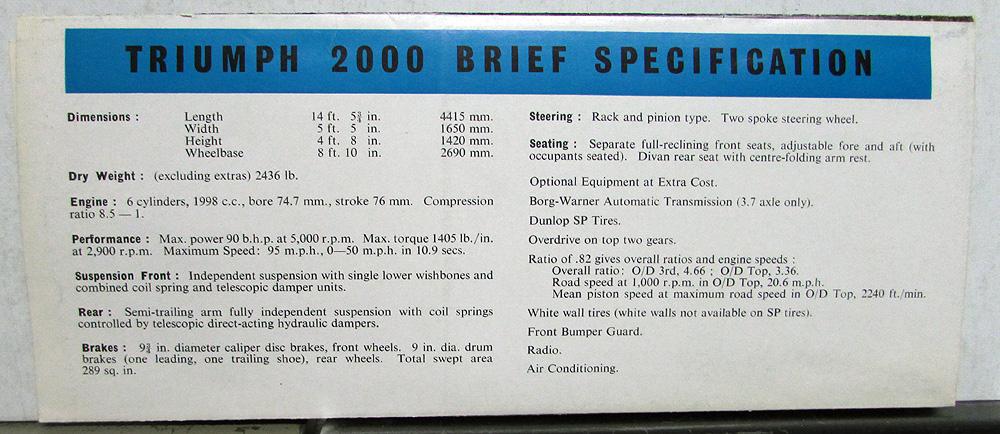 TRIUMPH 2000 BRIEF SPECIFICATION
Dimensions : Length 14 ft. 5¾ in. 4415 mm.
Width 5 ft. 5 in. 1650 mm.
Height 4 ft. 8 in. 1420 mm.
Wheelbase 8 ft. 10 in. 2690 mm.
Dry Weight : (excluding extras) 2436 lb.
Engine : 6 cylinders, 1998 c.c., bore 74.7 mm., stroke 76 mm. Compression
ratio 8.5 — 1.
Performance : Max. power 90 b.h.p. at 5,000 r.p.m. Max. torque 1405 lb./in.
at 2,900 r.p.m. Maximum Speed: 95 m.p.h., 0—50 m.p.h. in 10.9 secs.
Suspension Front : Independent suspension with single lower wishbones and
combined coil spring and telescopic damper units.
Rear : Semi-trailing arm fully independent suspension with coil springs
controlled by telescopic direct-acting hydraulic dampers.
Brakes : 9¾ in. diameter caliper disc brakes, front wheels. 9 in. dia. drum
brakes (one leading, one trailing shoe), rear wheels. Total swept area
289 sq. in.
Steering : Rack and pinion type. Two spoke steering wheel.
Seating : Separate full-reclining front seats, adjustable fore and aft (with
occupants seated). Divan rear seat with centre-folding arm rest.
Optional Equipment at Extra Cost.
Borg-Warner Automatic Transmission (3.7 axle only).
Dunlop SP Tires.
Overdrive on top two gears.
Ratio of .82 gives overall ratios and engine speeds :
Overall ratio: O/D 3rd, 4.66 ; O/D Top, 3.36.
Road speed at 1,000 r.p.m. in O/D Top, 20.6 m.p.h.
Mean piston speed at maximum road speed in O/D Top, 2240 ft./min.
White wall tires (white walls not available on SP tires).
Front Bumper Guard.
Radio.
Air Conditioning.